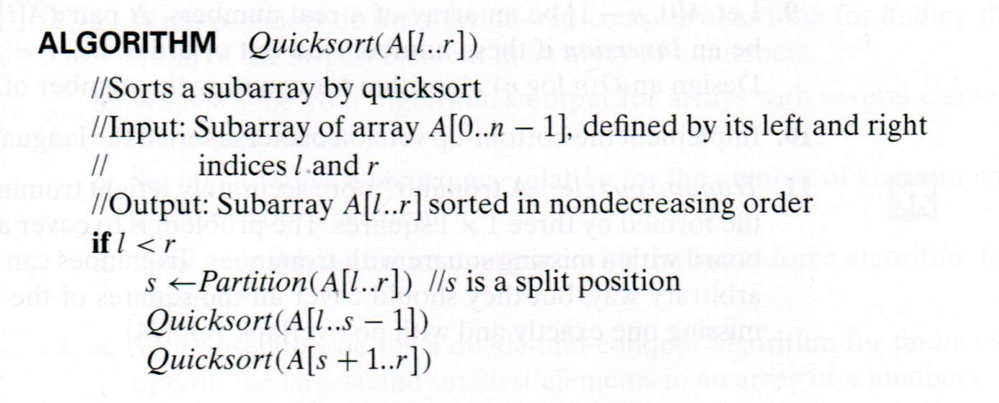 ALGORITHM Quicksort(A[l..r])
//Sorts a subarray by quicksort
//Input: Subarray of array A[0..n − 1], defined by its left and right
// indices l and r
//Output: Subarray A[l..r] sorted in nondecreasing order
if l < r
s ←Partition(A[l..r]) //s is a split position
Quicksort(A[l..s − 1])
Quicksort(A[s + 1..r])